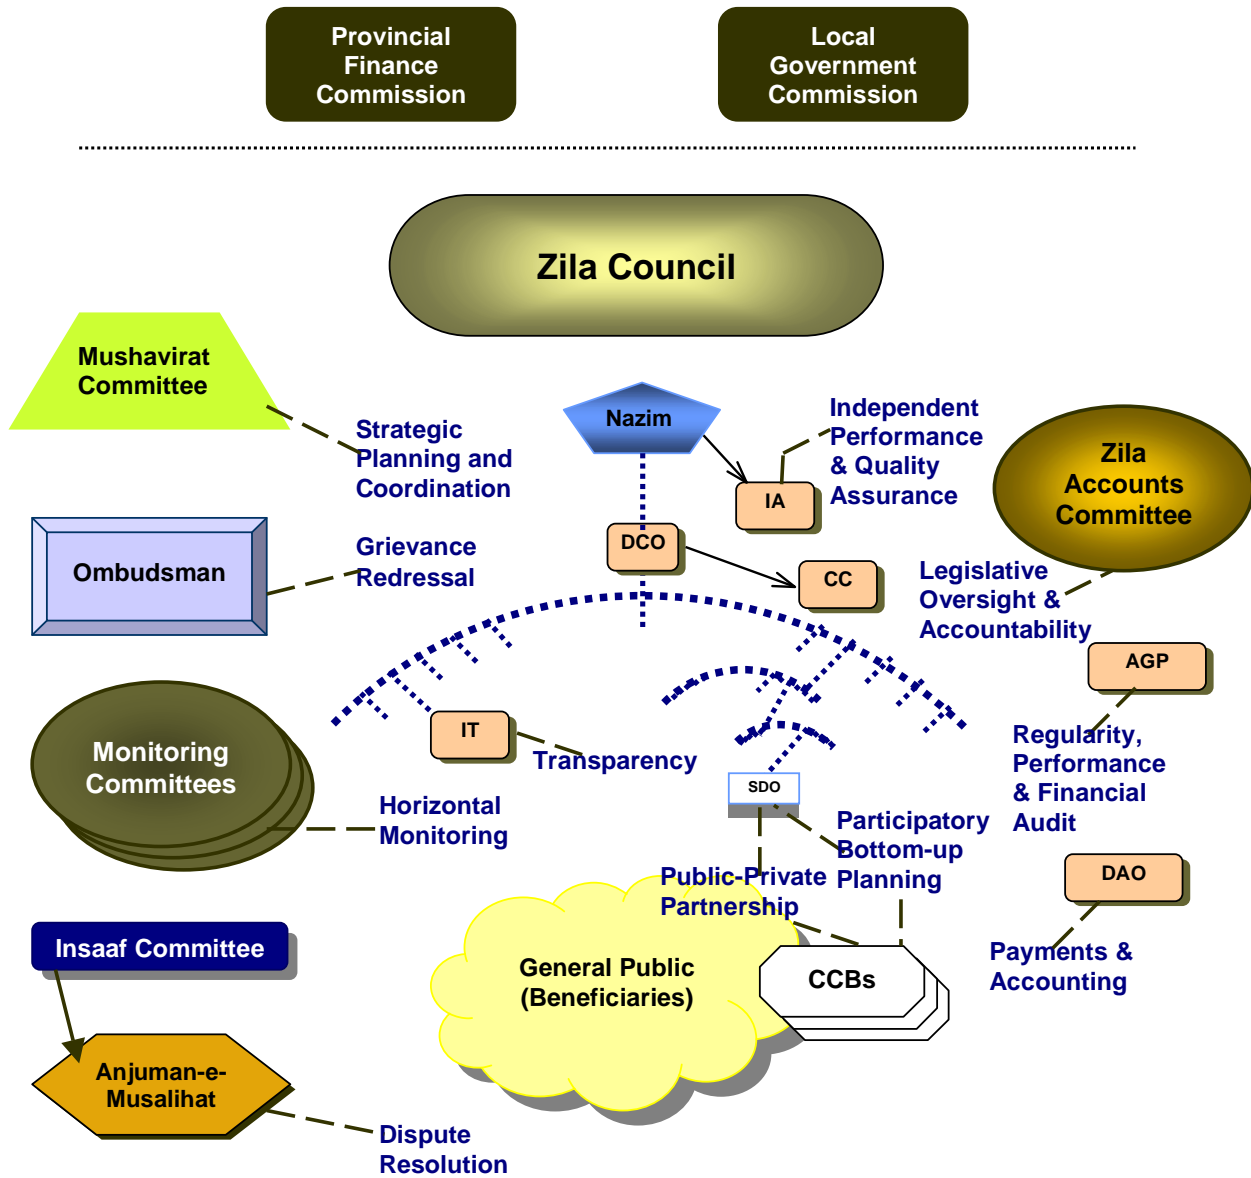 Provincial
Finance
Commission
Local
Government
Commission
Zila Council
Mushavirat
Committee
Strategic
Planning and
Coordination
Nazim
Independent
Performance
& Quality
Assurance
IA
Zila
Accounts
Committee
Ombudsman
Grievance
Redressal
DCO
CC
Legislative
Oversight &
Accountability
AGP
Regularity,
Performance
& Financial
Audit
IT
Transparency
Monitoring
Committees
Horizontal
Monitoring
SDO
Participatory
Bottom-up
Planning
Public-Private
Partnership
DAO
Payments &
Accounting
Insaaf Committee
General Public
(Beneficiaries)
CCBs
Anjuman-e-
Musalihat
Dispute
Resolution